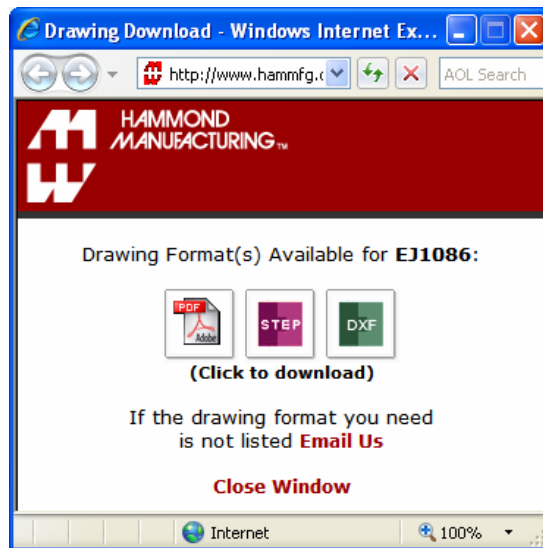 Drawing Download - Windows Internet Ex...
http://www.hammfg.c
AOL Search
HAMMOND
MANUFACTURING™
Drawing Format(s) Available for EJ1086:
PDF
Adobe
STEP
DXF
(Click to download)
If the drawing format you need
is not listed Email Us
Close Window
Internet
100%